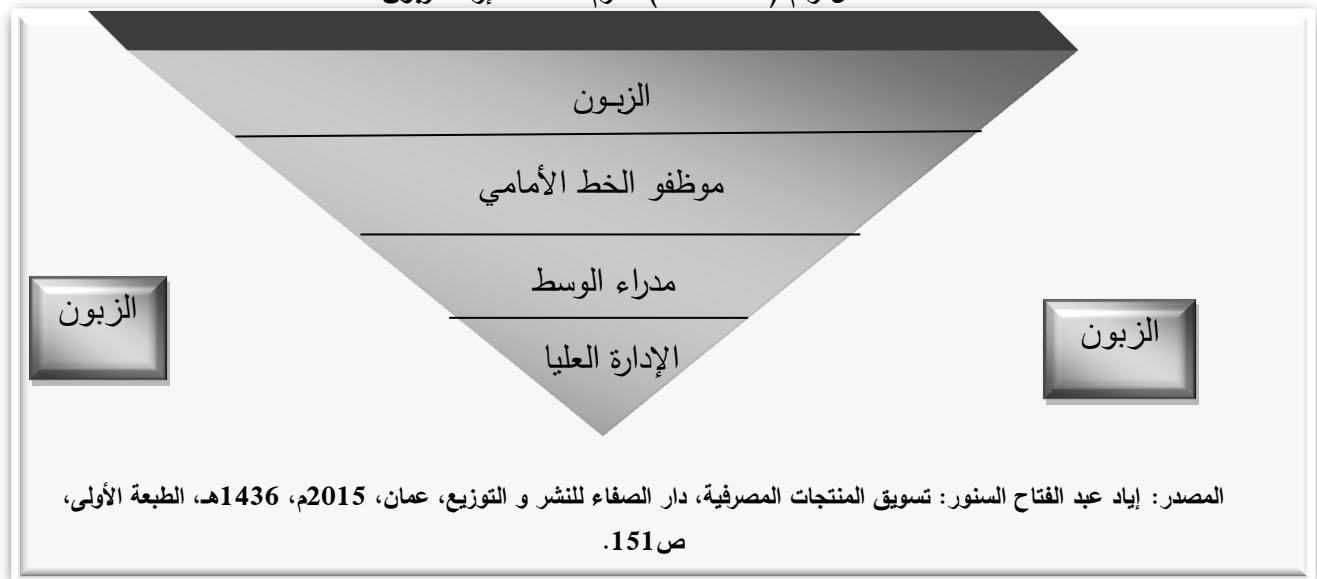 الزبـون
موظفو الخط الأمامي
مدراء الوسط
الإدارة العليا
الزبون
الزبون
المصدر: إياد عبد الفتاح السنور: تسويق المنتجات المصرفية، دار الصفاء للنشر و التوزيع، عمان، 2015م، 1436هـ، الطبعة الأولى،
ص151.